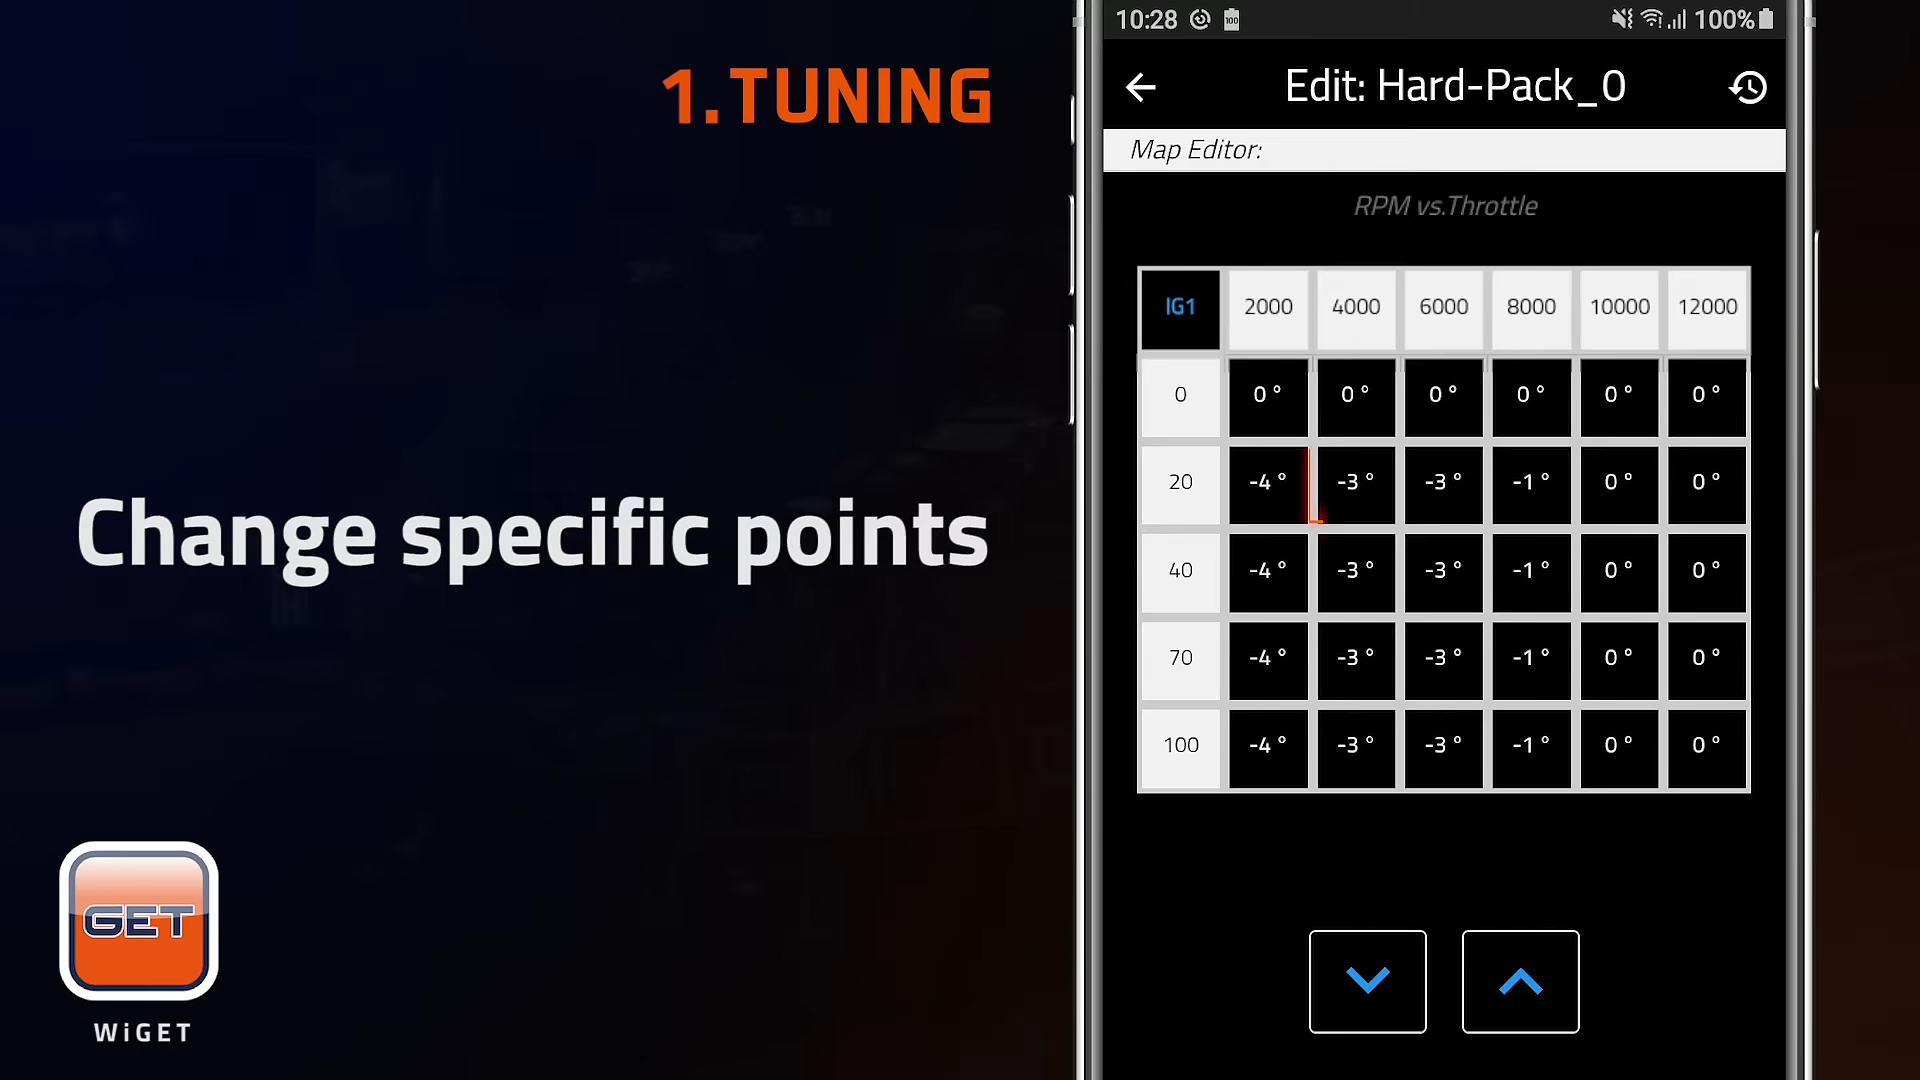 1.TUNING
Change specific points
GET
WiGET
10:28 100 100%
Edit: Hard-Pack_0
Map Editor:
RPM vs.Throttle
IG1 2000 4000 6000 8000 10000 12000
0 0 ° 0 ° 0 ° 0 ° 0 ° 0 °
20 -4 ° -3 ° -3 ° -1 ° 0 ° 0 °
40 -4 ° -3 ° -3 ° -1 ° 0 ° 0 °
70 -4 ° -3 ° -3 ° -1 ° 0 ° 0 °
100 -4 ° -3 ° -3 ° -1 ° 0 ° 0 °